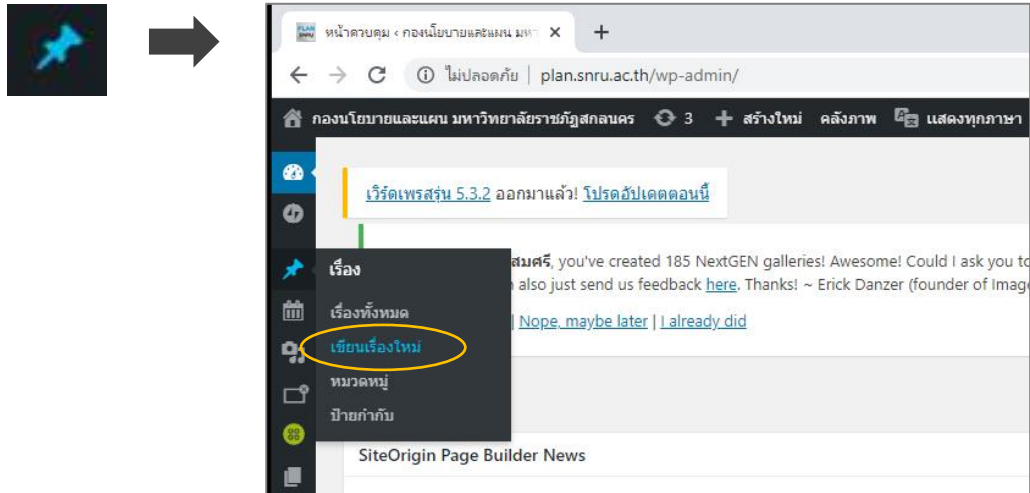 PLAN
SNRU
หน้าควบคุม ‹ กองนโยบายและแผน มหา
ไม่ปลอดภัย | plan.snru.ac.th/wp-admin/
กองนโยบายและแผน มหาวิทยาลัยราชภัฏสกลนคร 3 + สร้างใหม่ คลังภาพ แสดงทุกภาษา
เวิร์ดเพรสรุ่น 5.3.2 ออกมาแล้ว! โปรดอัปเดตตอนนี้
สมศรี, you've created 185 NextGEN galleries! Awesome! Could I ask you to
เรื่อง
also just send us feedback here. Thanks! ~ Erick Danzer (founder of Imag
เรื่องทั้งหมด
| Nope, maybe later | I already did
เขียนเรื่องใหม่
หมวดหมู่
ป้ายกำกับ
SiteOrigin Page Builder News